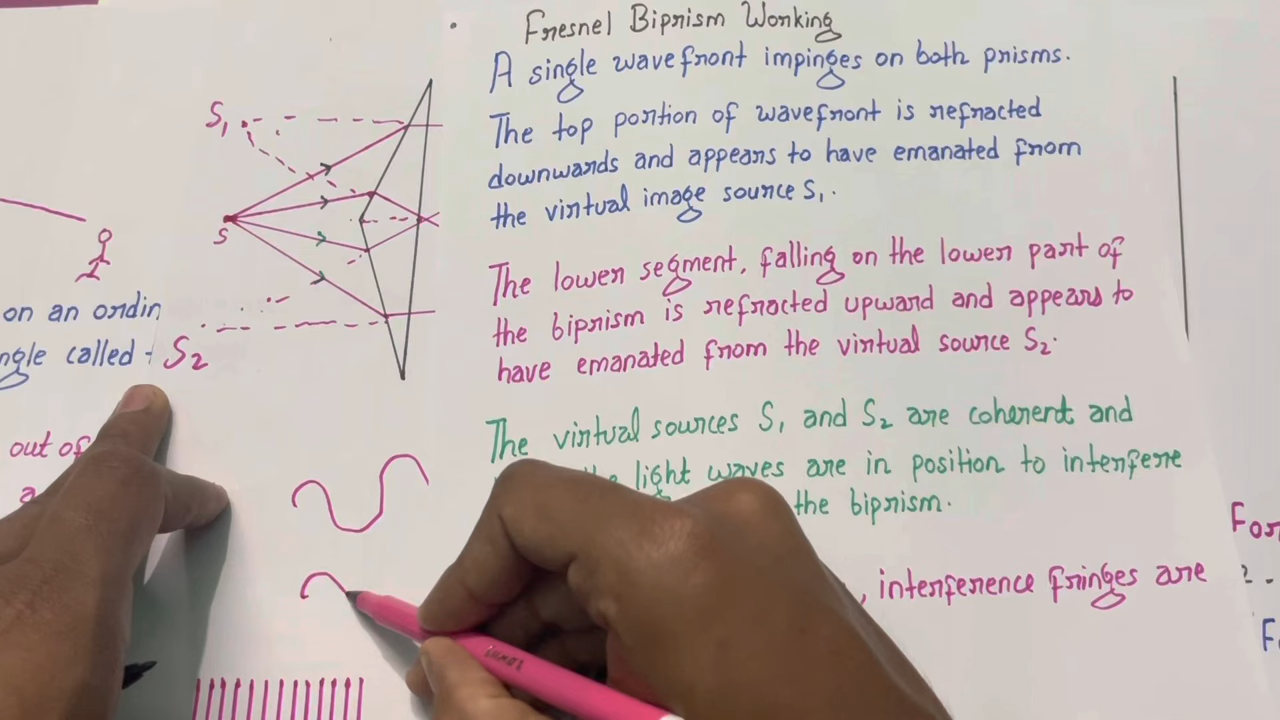 Fresnel Biprism Working
A single wavefront impinges on both prisms.
The top portion of wavefront is refracted
downwards and appears to have emanated from
the virtual image source S₁.
The lower segment, falling on the lower part of
the biprism is refracted upward and appears to
have emanated from the virtual source S₂.
The virtual sources S₁ and S₂ are coherent and
light waves are in position to interfere
the biprism.
, interference fringes are
S₁
S
S₂
on an ordin
ngle called
out of
For